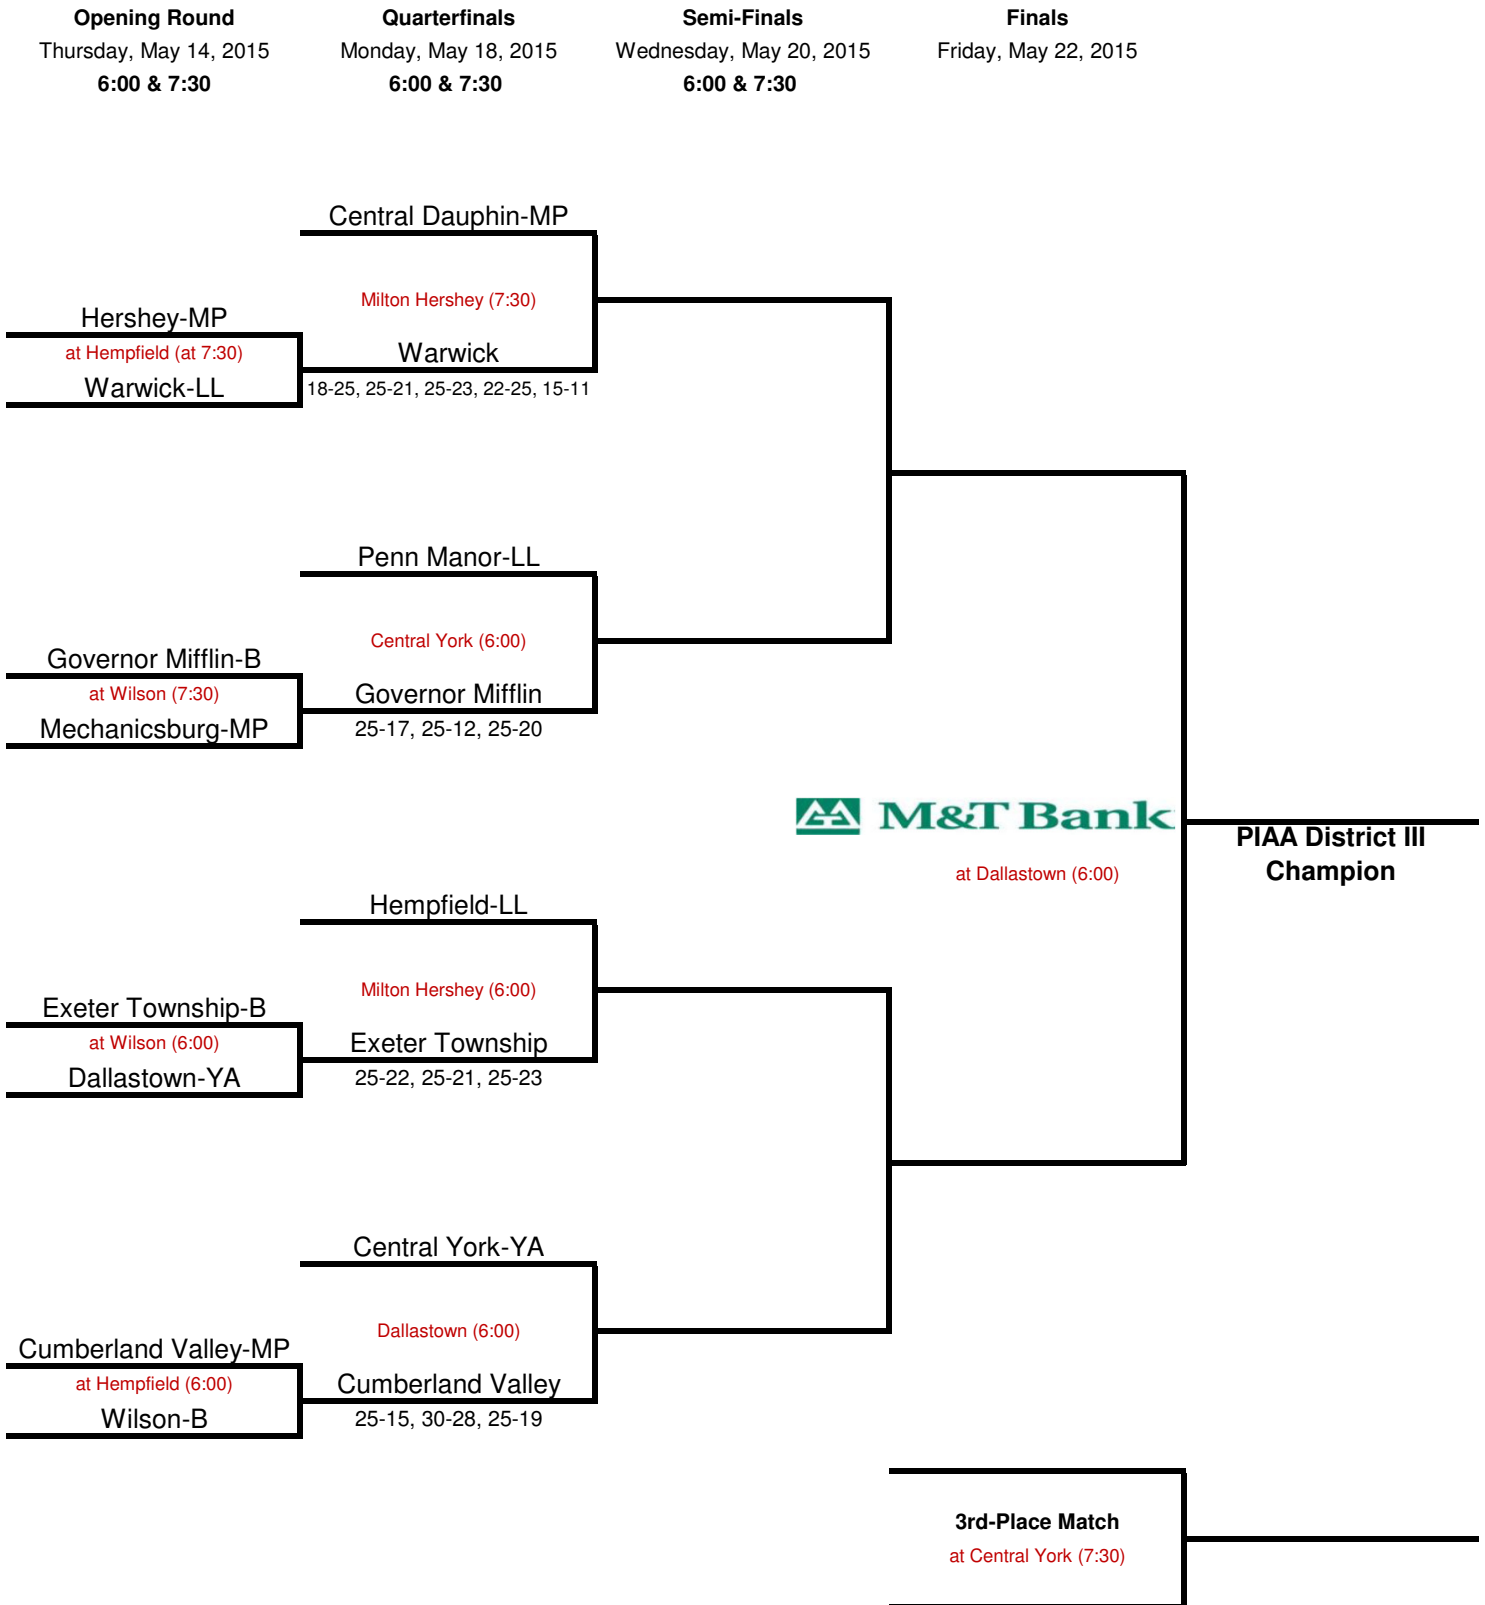 Opening Round
Quarterfinals
Semi-Finals
Finals
Thursday, May 14, 2015
Monday, May 18, 2015
Wednesday, May 20, 2015
Friday, May 22, 2015
6:00 & 7:30
6:00 & 7:30
6:00 & 7:30
Central Dauphin-MP
Milton Hershey (7:30)
Hershey-MP
at Hempfield (at 7:30)
Warwick
Warwick-LL
18-25, 25-21, 25-23, 22-25, 15-11
Penn Manor-LL
Central York (6:00)
Governor Mifflin-B
at Wilson (7:30)
Governor Mifflin
Mechanicsburg-MP
25-17, 25-12, 25-20
M&T Bank
PIAA District III
Champion
at Dallastown (6:00)
Hempfield-LL
Milton Hershey (6:00)
Exeter Township-B
at Wilson (6:00)
Exeter Township
Dallastown-YA
25-22, 25-21, 25-23
Central York-YA
Dallastown (6:00)
Cumberland Valley-MP
at Hempfield (6:00)
Cumberland Valley
Wilson-B
25-15, 30-28, 25-19
3rd-Place Match
at Central York (7:30)